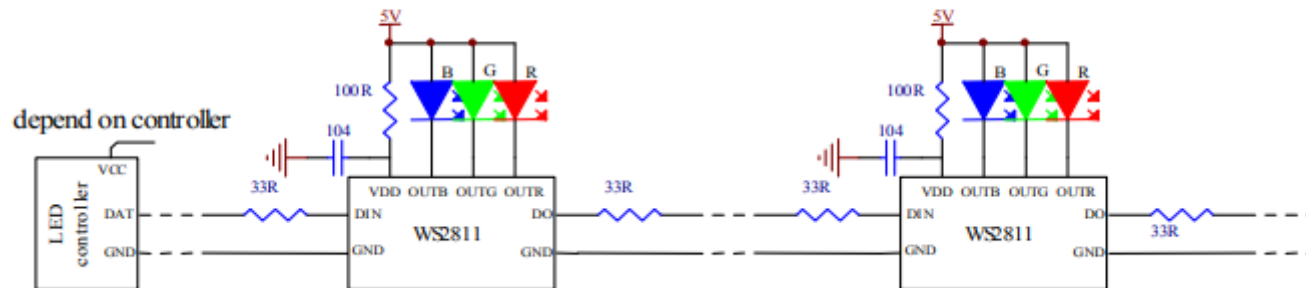 5V
5V
B G R
B G R
100R
100R
depend on controller
104
104
VCC
33R
VDD OUTB OUTG OUTR
33R
33R
VDD OUTB OUTG OUTR
LED controller
DAT
DIN
DO
DIN
DO
WS2811
WS2811
33R
GND
GND
GND
GND
GND